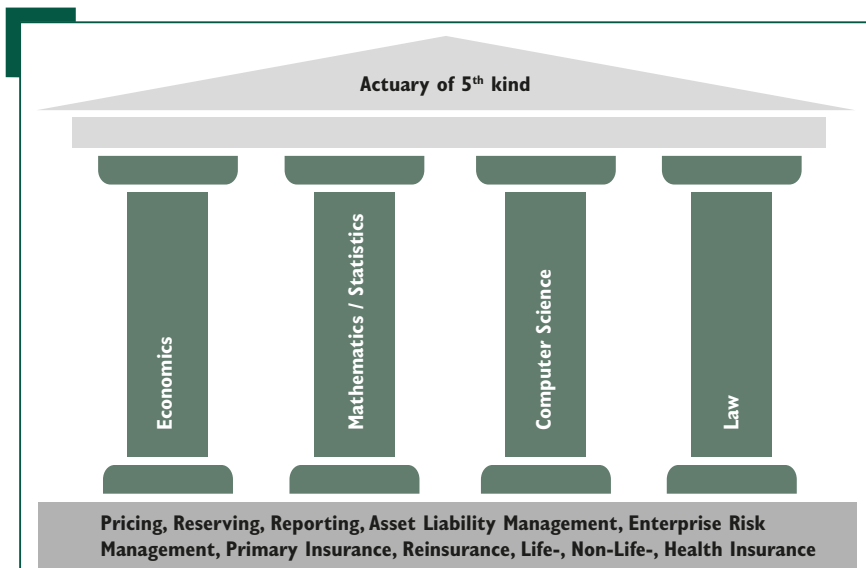 Actuary of 5th kind
Economics
Mathematics / Statistics
Computer Science
Law
Pricing, Reserving, Reporting, Asset Liability Management, Enterprise Risk
Management, Primary Insurance, Reinsurance, Life-, Non-Life-, Health Insurance